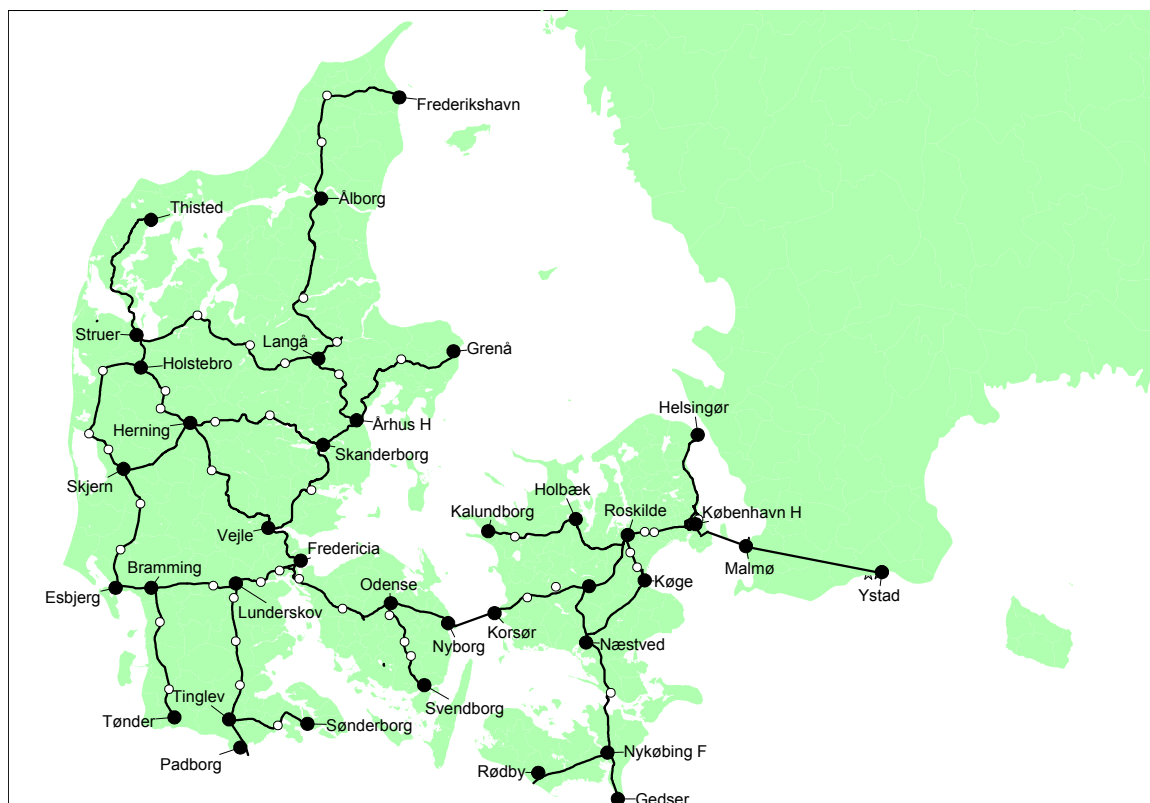 Frederikshavn
Ålborg
Thisted
Struer
Langå
Grenå
Holstebro
Helsingør
Herning
Århus H
Skanderborg
Skjern
Holbæk
Kalundborg
Roskilde
København H
Vejle
Fredericia
Malmø
Bramming
Odense
Køge
Esbjerg
Ystad
Lunderskov
Nyborg
Korsør
Næstved
Tinglev
Svendborg
Tønder
Sønderborg
Padborg
Nykøbing F
Rødby
Gedser